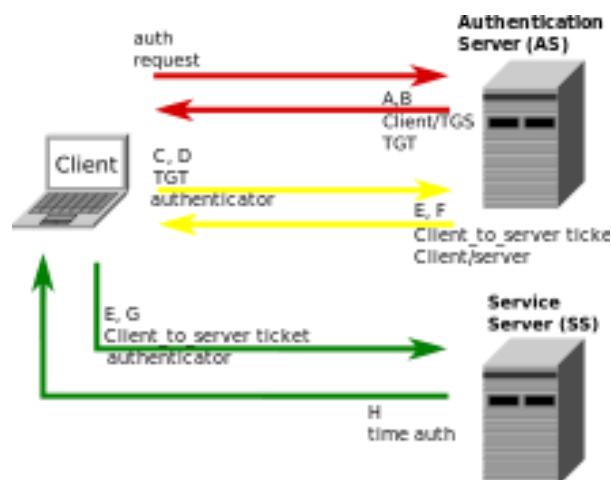 Authentication
Server (AS)
auth
request
A,B
Client/TGS
TGT
Client
C, D
TGT
authenticator
E, F
Client_to_server ticke
Client/server
E, G
Client_to_server ticket
authenticator
Service
Server (SS)
H
time auth